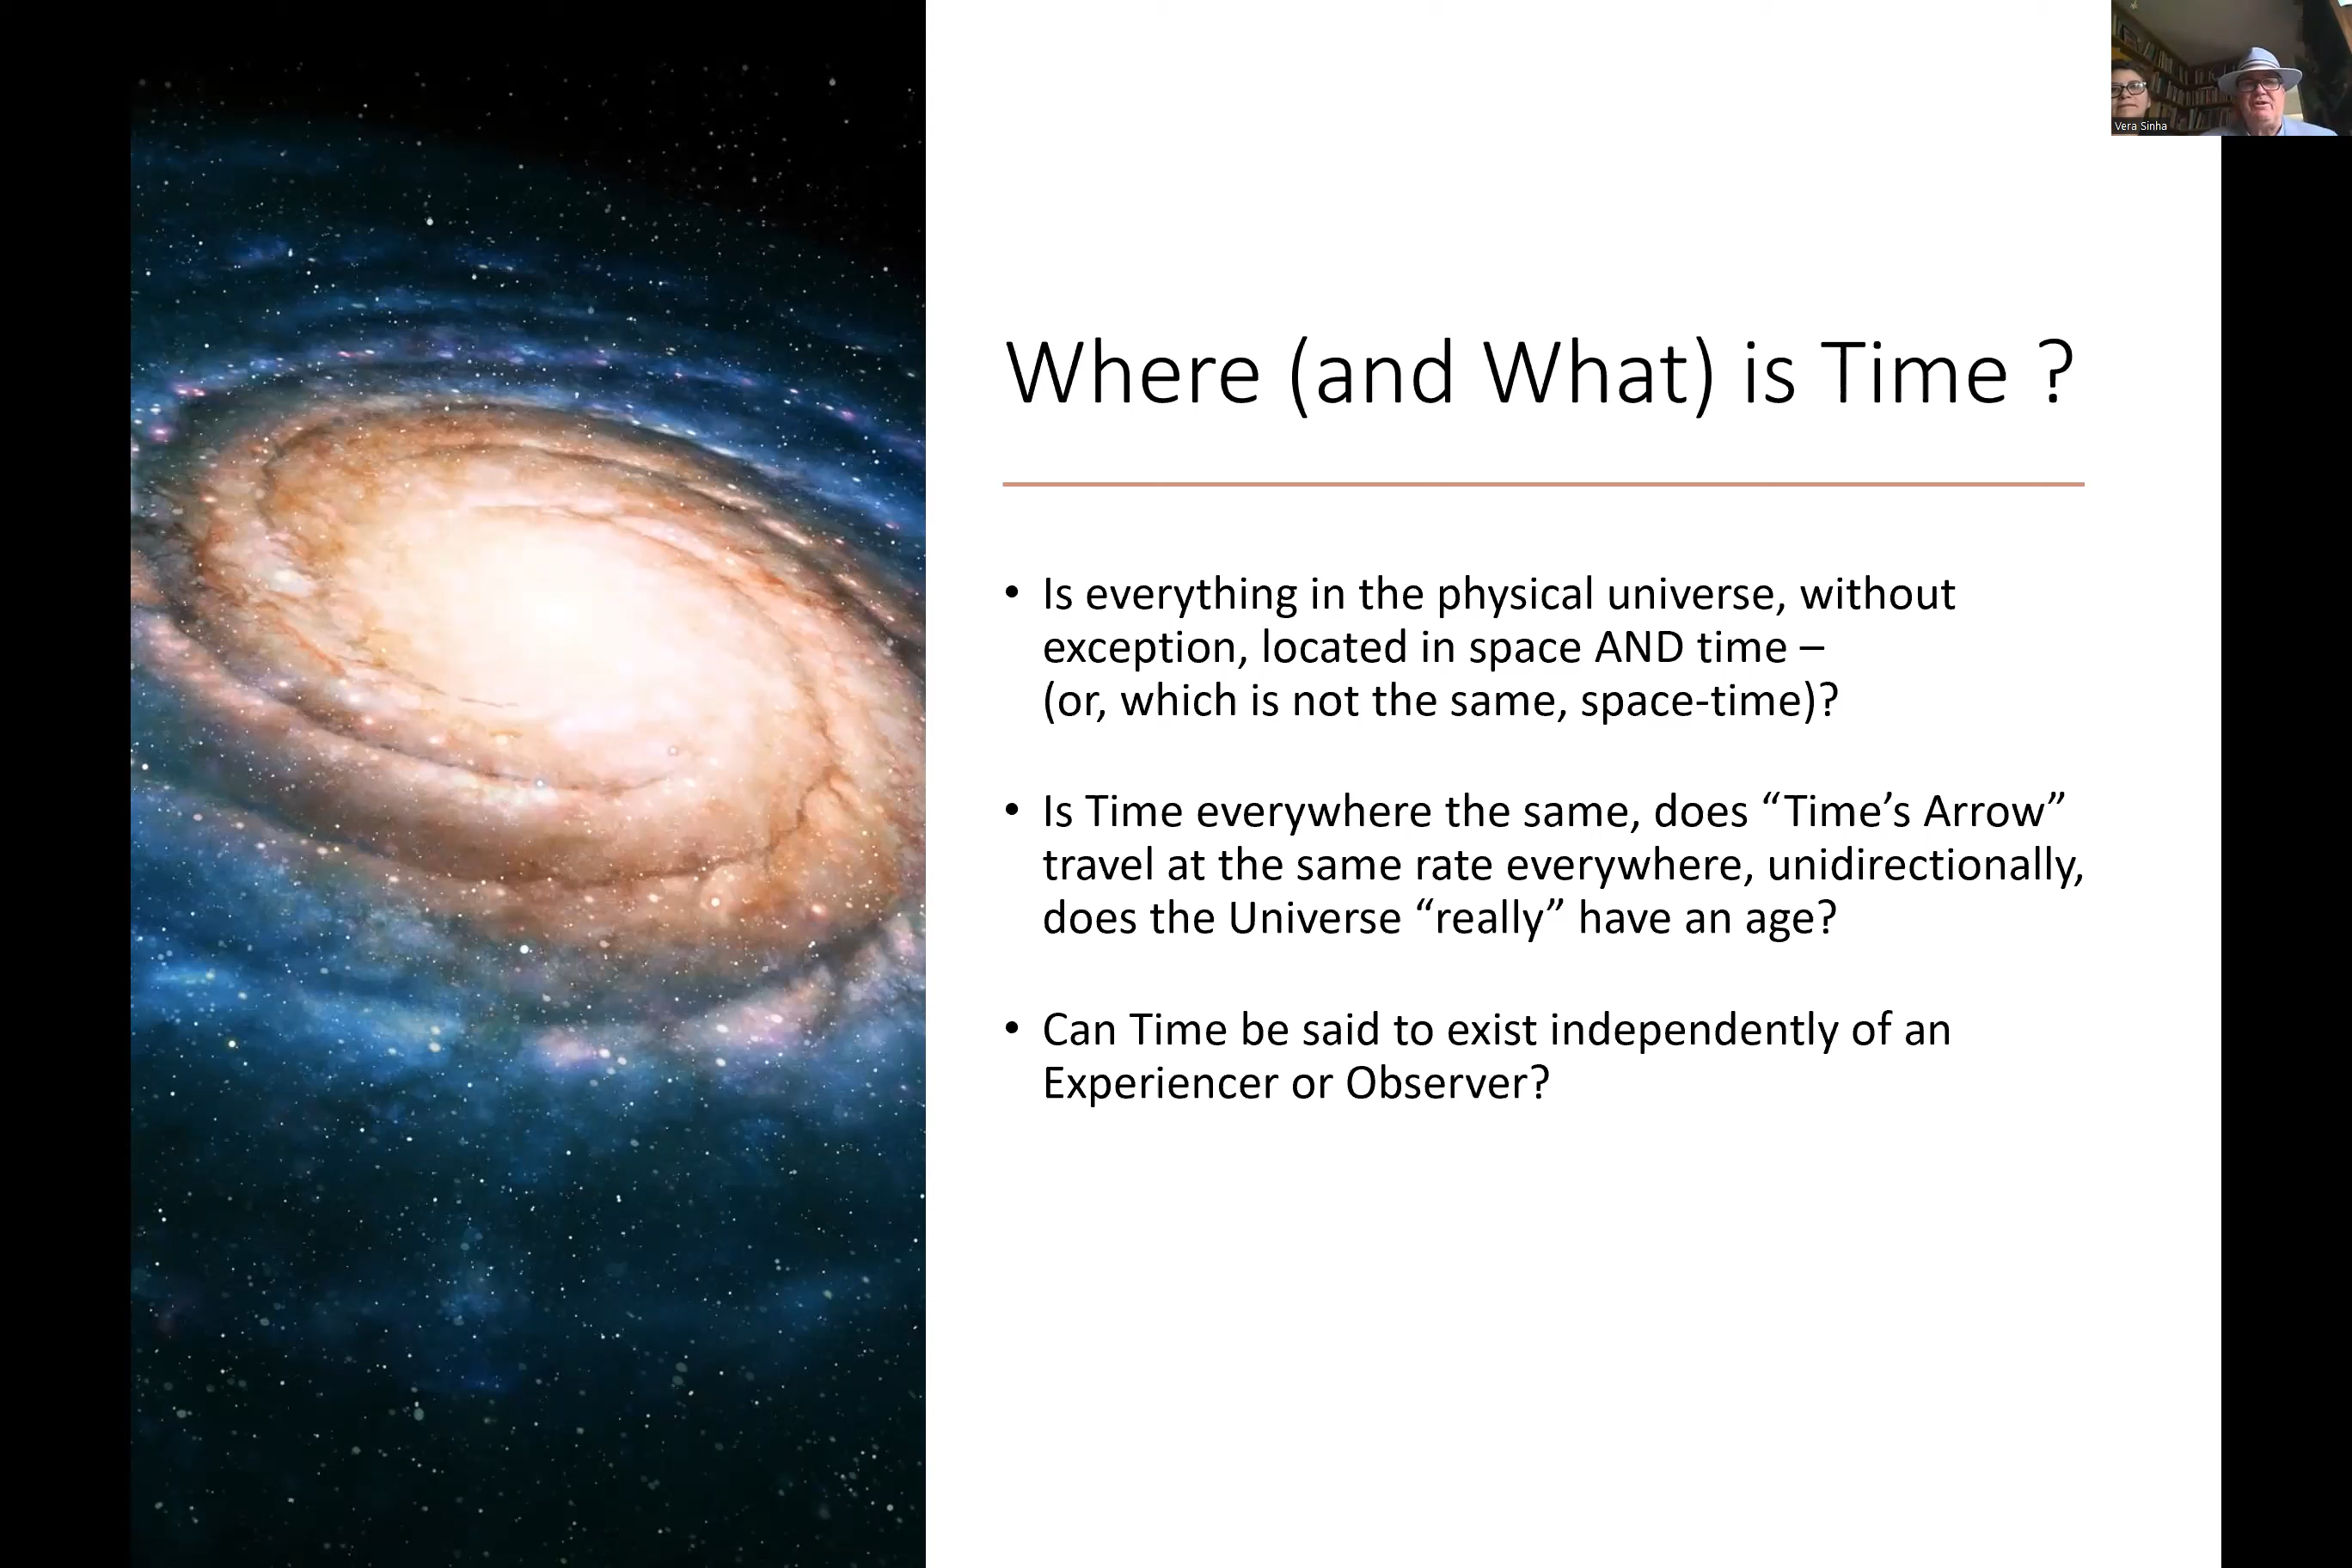 Vera Sinha
Where (and What) is Time ?
• Is everything in the physical universe, without
exception, located in space AND time –
(or, which is not the same, space-time)?
• Is Time everywhere the same, does “Time’s Arrow”
travel at the same rate everywhere, unidirectionally,
does the Universe “really” have an age?
• Can Time be said to exist independently of an
Experiencer or Observer?